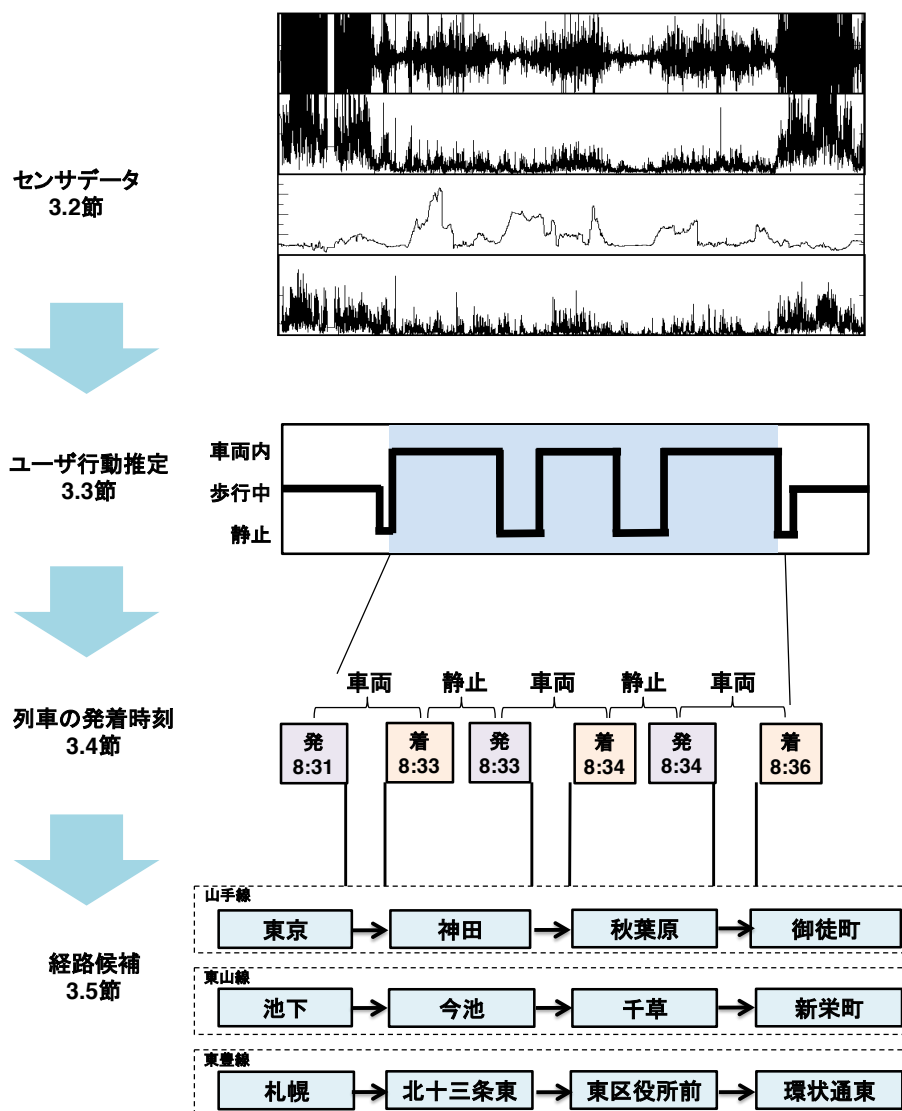 センサデータ
3.2節
ユーザ行動推定
3.3節
車両内
歩行中
静止
列車の発着時刻
3.4節
車両 静止 車両 静止 車両
発 着 発 着 発 着
8:31 8:33 8:33 8:34 8:34 8:36
経路候補
3.5節
山手線
東京 神田 秋葉原 御徒町
東山線
池下 今池 千草 新栄町
東豊線
札幌 北十三条東 東区役所前 環状通東